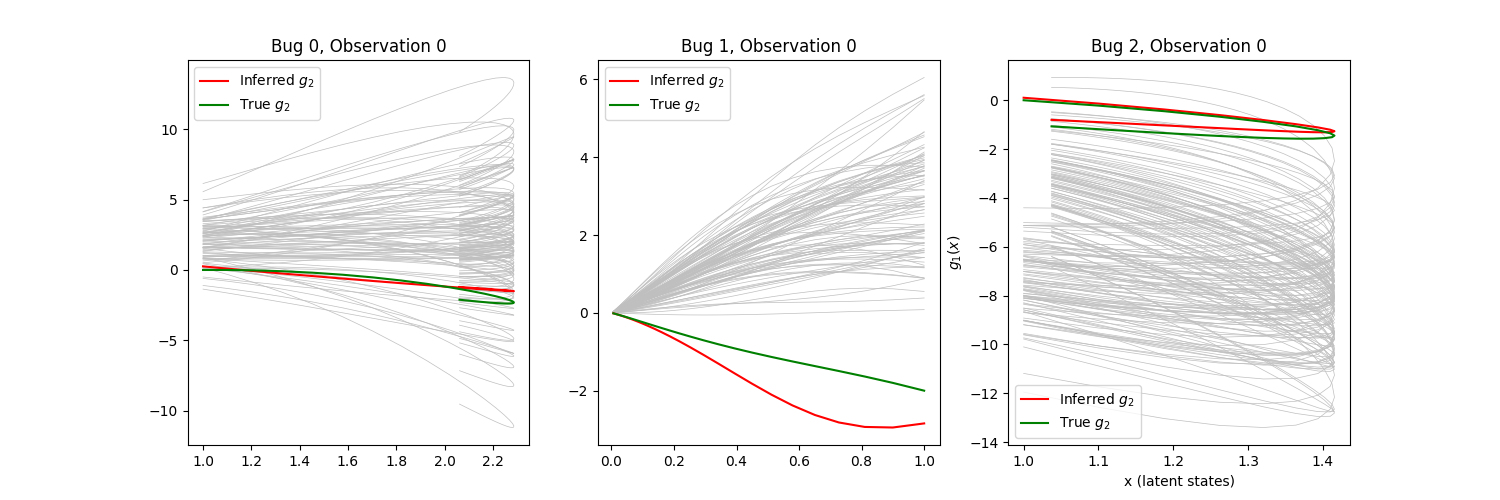 Bug 0, Observation 0
Inferred g₂
True g₂
10
5
0
−5
−10
1.0 1.2 1.4 1.6 1.8 2.0 2.2
Bug 1, Observation 0
Inferred g₂
True g₂
6
4
2
0
−2
0.0 0.2 0.4 0.6 0.8 1.0
Bug 2, Observation 0
g₁(x)
0
−2
−4
−6
−8
−10
−12
−14
Inferred g₂
True g₂
1.0 1.1 1.2 1.3 1.4
x (latent states)